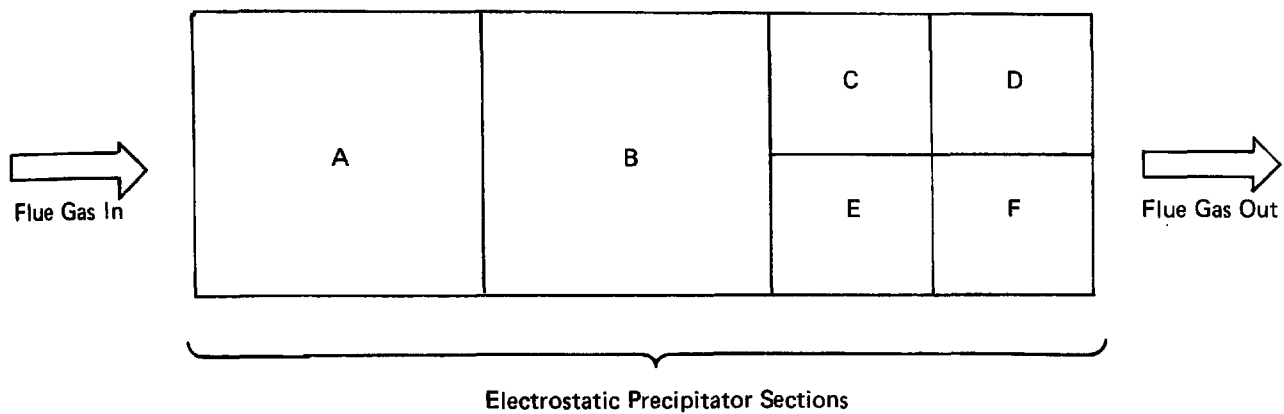 C D
A B
E F
Flue Gas In
Flue Gas Out
Electrostatic Precipitator Sections